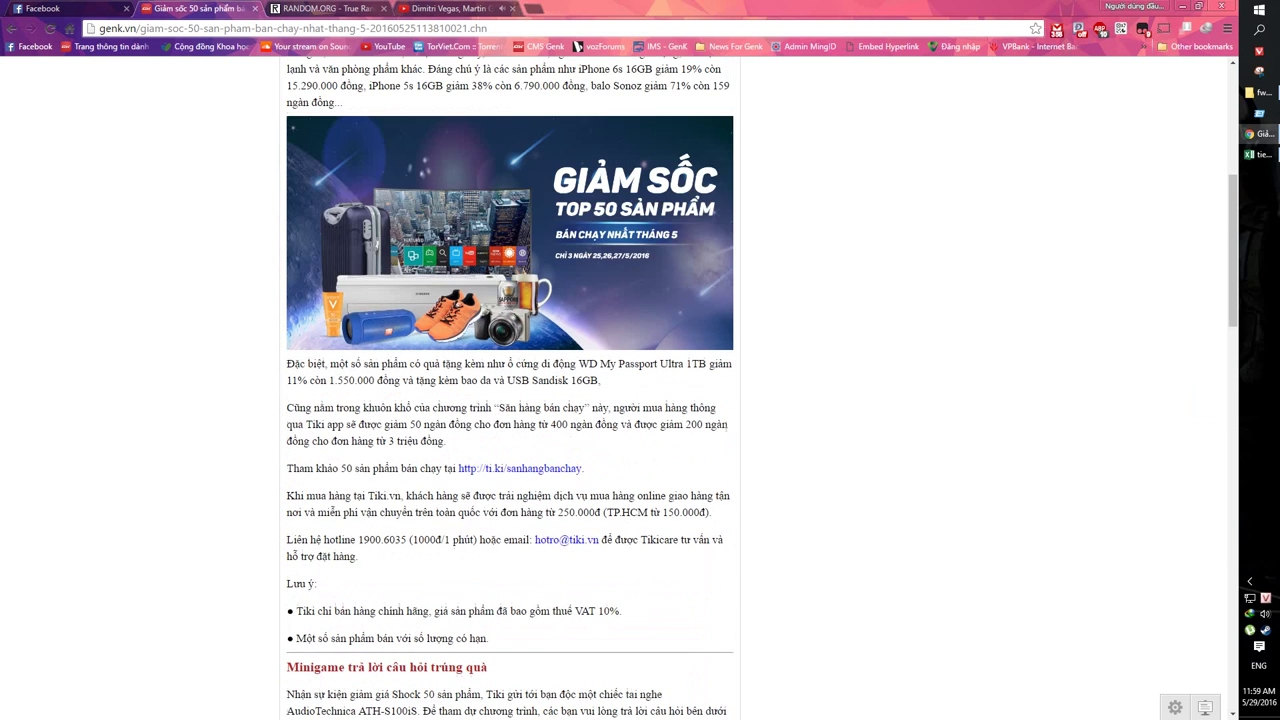 Facebook
Giảm sốc 50 sản phẩm bá
RANDOM.ORG - True Ran
Dimitri Vegas, Martin G
Người dùng đầu...
genk.vn/giam-soc-50-san-pham-ban-chay-nhat-thang-5-20160525113810021.chn
Facebook
Trang thông tin dành
Cộng đồng Khoa học
Your stream on Soun
YouTube
TorViet.Com :: Torrent
CMS Genk
vozForums
IMS - GenK
News For Genk
Admin MingID
Embed Hyperlink
Đăng nhập
VPBank - Internet Ba
Other bookmarks
lạnh và văn phòng phẩm khác. Đáng chú ý là các sản phẩm như iPhone 6s 16GB giảm 19% còn
15.290.000 đồng, iPhone 5s 16GB giảm 38% còn 6.790.000 đồng, balo Sonoz giảm 71% còn 159
ngàn đồng...
GIẢM SỐC
TOP 50 SẢN PHẨM
BÁN CHẠY NHẤT THÁNG 5
CHỈ 3 NGÀY 25,26,27/5/2016
Đặc biệt, một số sản phẩm có quà tặng kèm như ổ cứng di động WD My Passport Ultra 1TB giảm
11% còn 1.550.000 đồng và tặng kèm bao da và USB Sandisk 16GB,
Cũng nằm trong khuôn khổ của chương trình “Săn hàng bán chạy” này, người mua hàng thông
qua Tiki app sẽ được giảm 50 ngàn đồng cho đơn hàng từ 400 ngàn đồng và được giảm 200 ngàn
đồng cho đơn hàng từ 3 triệu đồng.
Tham khảo 50 sản phẩm bán chạy tại http://ti.ki/sanhangbanchay.
Khi mua hàng tại Tiki.vn, khách hàng sẽ được trải nghiệm dịch vụ mua hàng online giao hàng tận
nơi và miễn phí vận chuyển trên toàn quốc với đơn hàng từ 250.000đ (TP.HCM từ 150.000đ).
Liên hệ hotline 1900.6035 (1000đ/1 phút) hoặc email: hotro@tiki.vn để được Tikicare tư vấn và
hỗ trợ đặt hàng.
Lưu ý:
● Tiki chỉ bán hàng chính hãng, giá sản phẩm đã bao gồm thuế VAT 10%.
● Một số sản phẩm bán với số lượng có hạn.
Minigame trả lời câu hỏi trúng quà
Nhận sự kiện giảm giá Shock 50 sản phẩm, Tiki gửi tới bạn độc một chiếc tai nghe
AudioTechnica ATH-S100iS. Để tham dự chương trình, các bạn vui lòng trả lời câu hỏi bên dưới
fw...
Giả...
tie...
ENG
11:59 AM
5/29/2016